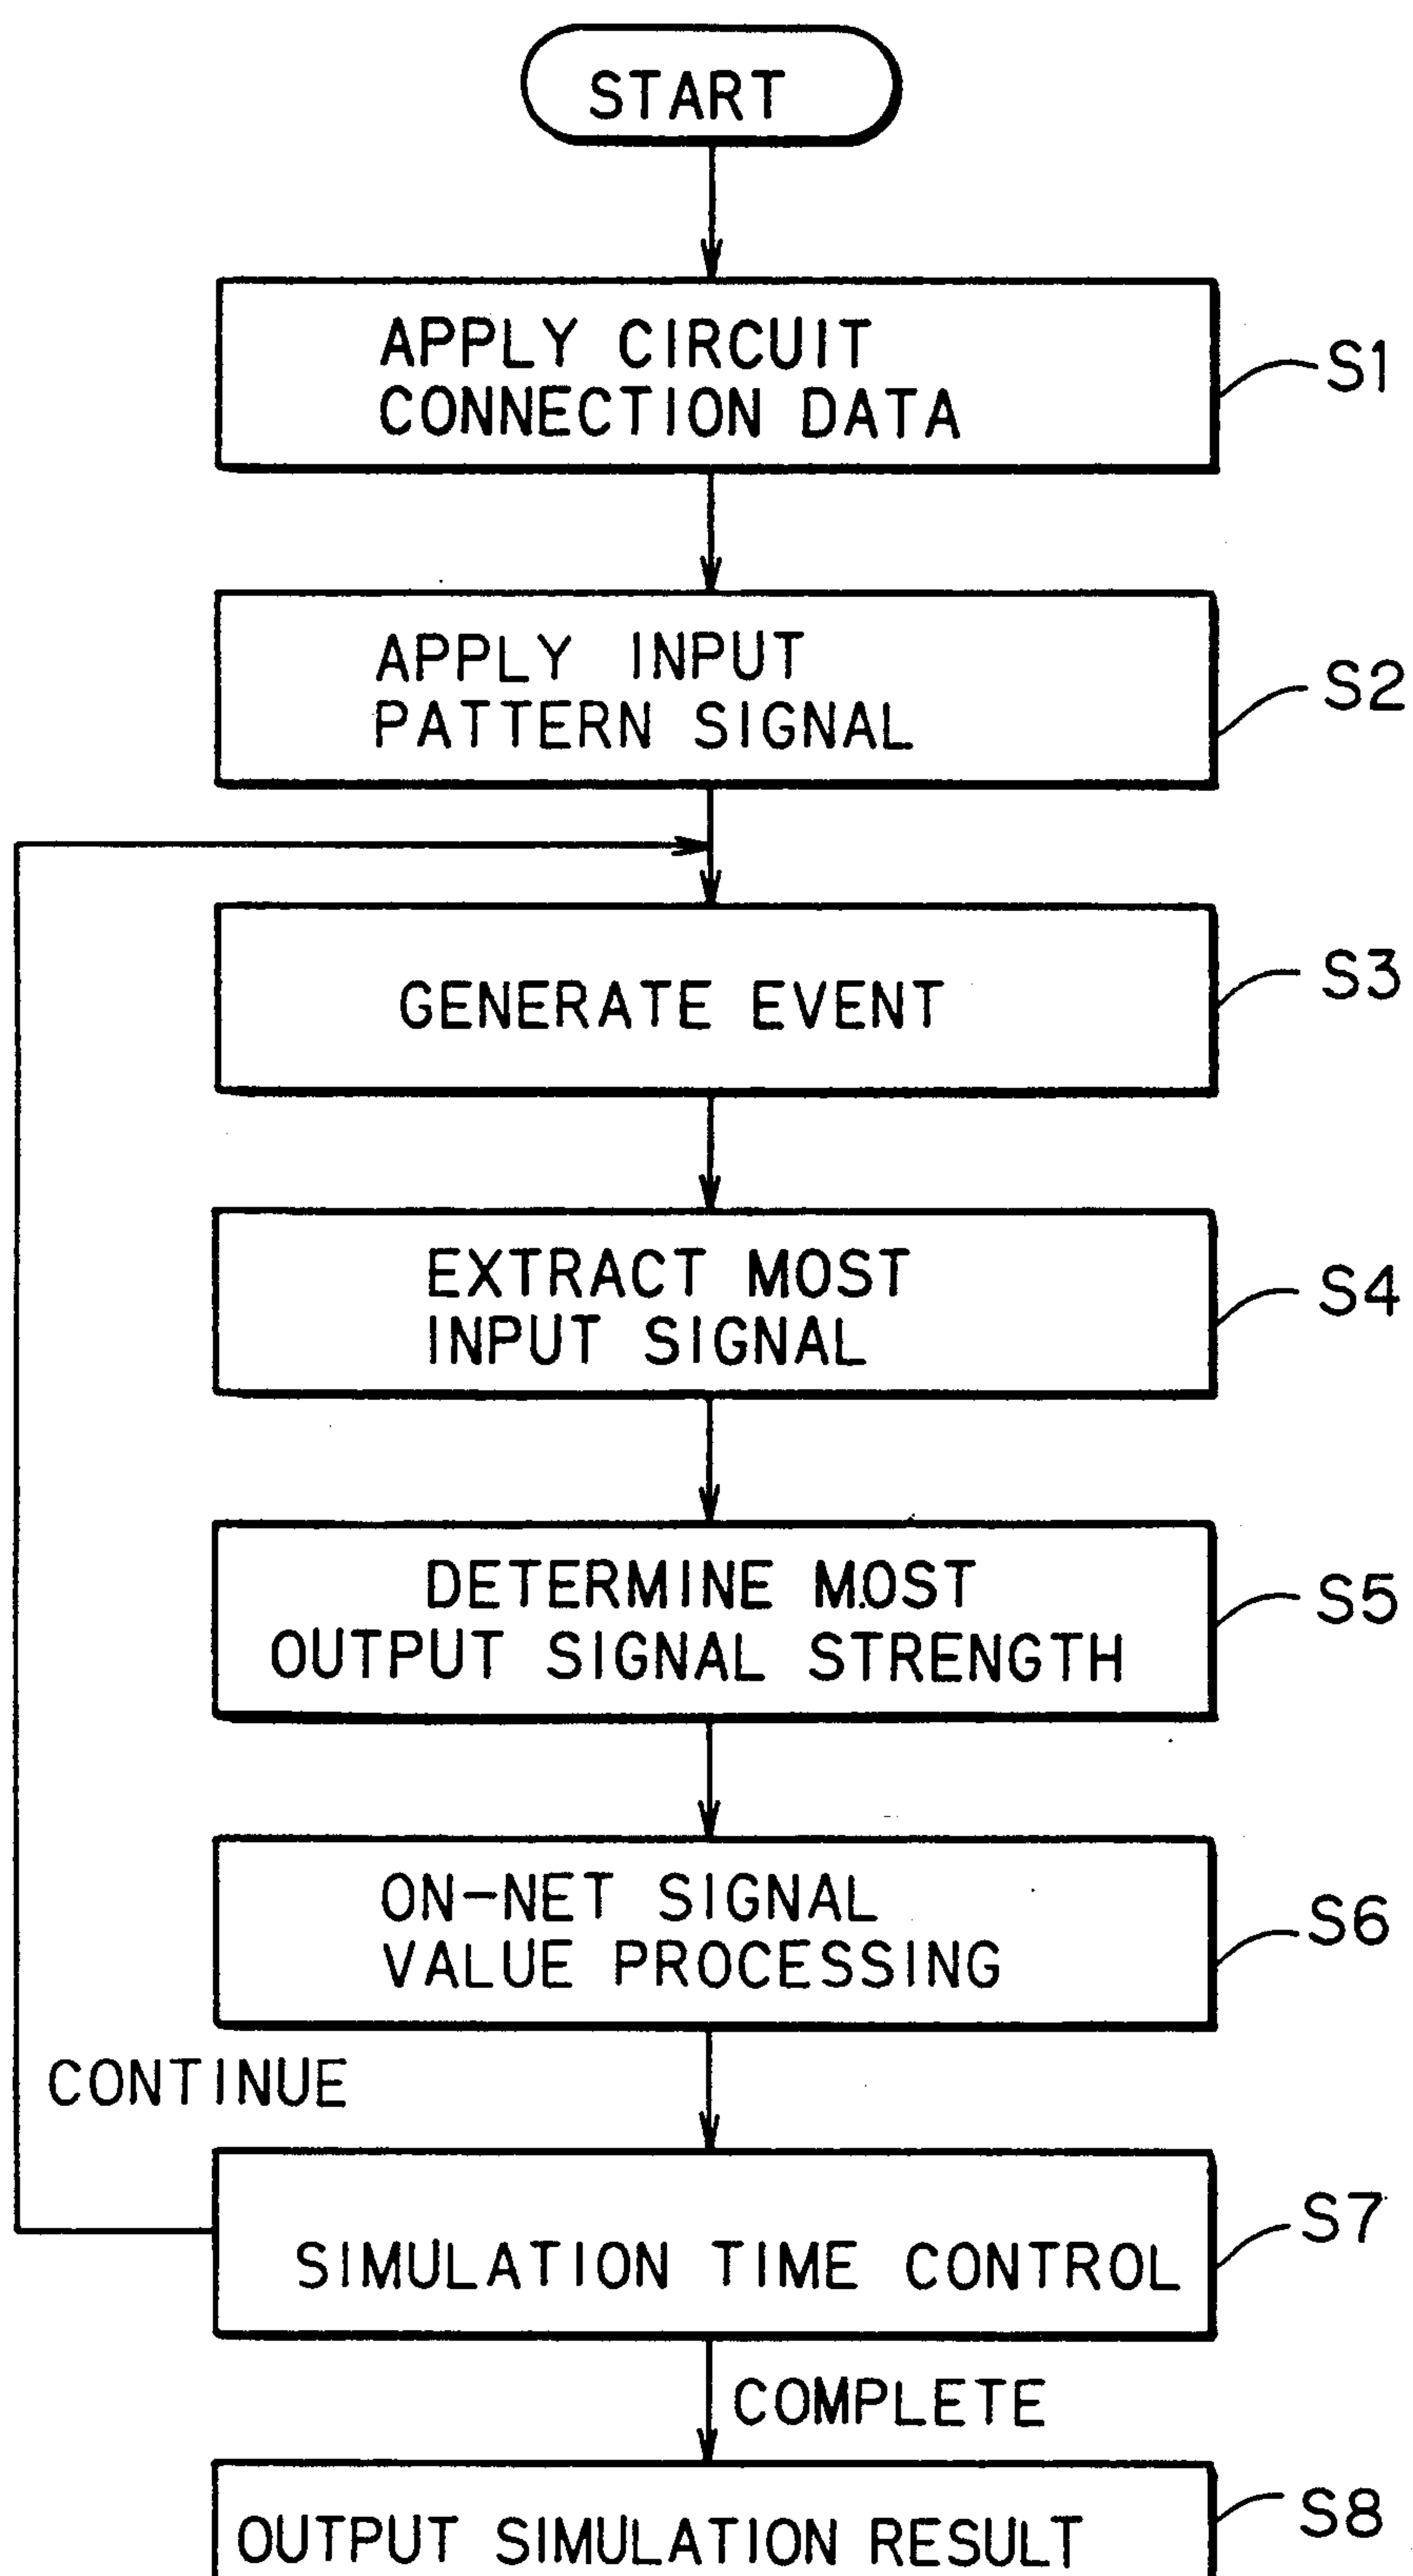 START
APPLY CIRCUIT
CONNECTION DATA
S1
APPLY INPUT
PATTERN SIGNAL
S2
GENERATE EVENT
S3
EXTRACT MOST
INPUT SIGNAL
S4
DETERMINE MOST
OUTPUT SIGNAL STRENGTH
S5
ON-NET SIGNAL
VALUE PROCESSING
S6
CONTINUE
SIMULATION TIME CONTROL
S7
COMPLETE
OUTPUT SIMULATION RESULT
S8